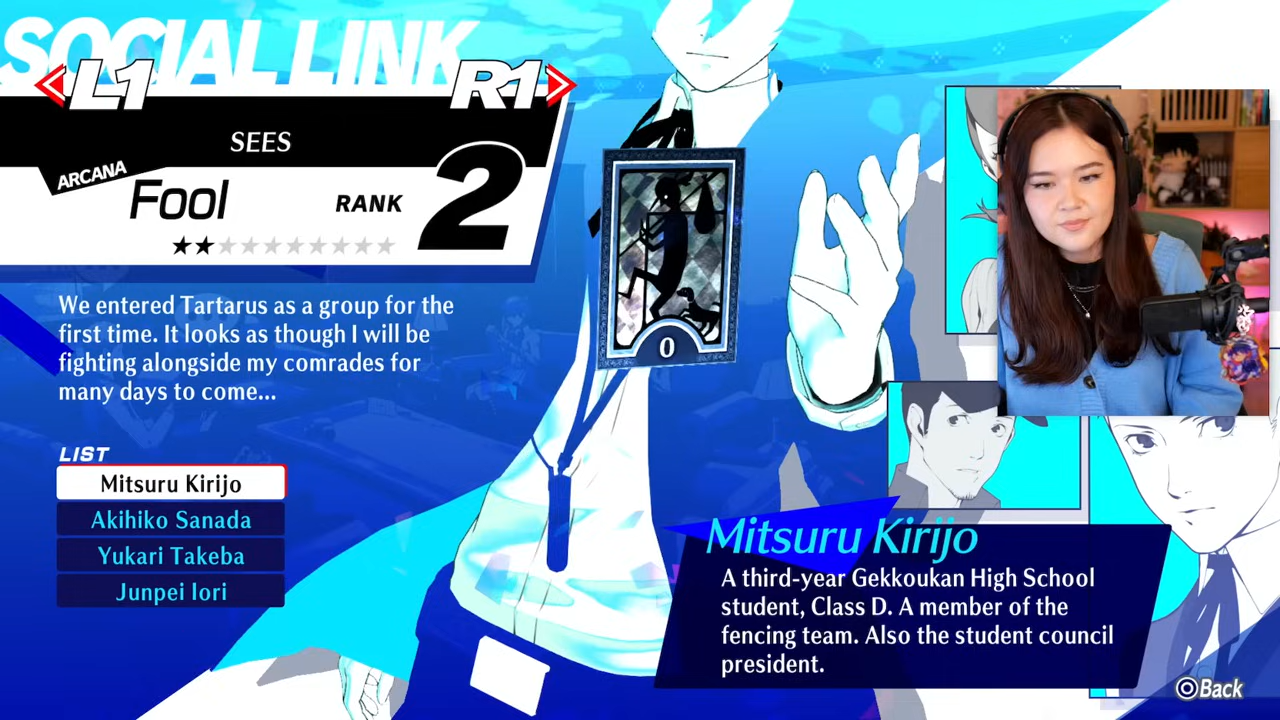 SOCIAL LINK
L1
R1
SEES
ARCANA
Fool
RANK
2
We entered Tartarus as a group for the
first time. It looks as though I will be
fighting alongside my comrades for
many days to come...
LIST
Mitsuru Kirijo
Akihiko Sanada
Yukari Takeba
Junpei Iori
0
Mitsuru Kirijo
A third-year Gekkoukan High School
student, Class D. A member of the
fencing team. Also the student council
president.
Back